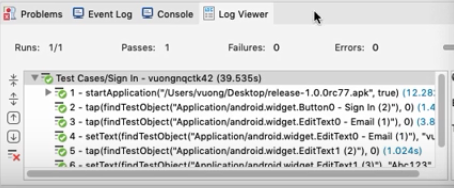 Problems Event Log Console Log Viewer
Runs: 1/1 Passes: 1 Failures: 0 Errors: 0
Test Cases/Sign In - vuongnqctk42 (39.535s)
1 - startApplication("/Users/vuong/Desktop/release-1.0.0rc77.apk", true) (12.28
2 - tap(findTestObject("Application/android.widget.Button0 - Sign In (2)"), 0) (1.4
3 - tap(findTestObject("Application/android.widget.EditText0 - Email (1)"), 0) (3.8
4 - setText(findTestObject("Application/android.widget.EditText0 - Email (1)"), "vu
5 - tap(findTestObject("Application/android.widget.EditText1 (2)"), 0) (1.024s)
6 - setText(findTestObject("Application/android.widget.EditText1 (3)"), "Abc123"